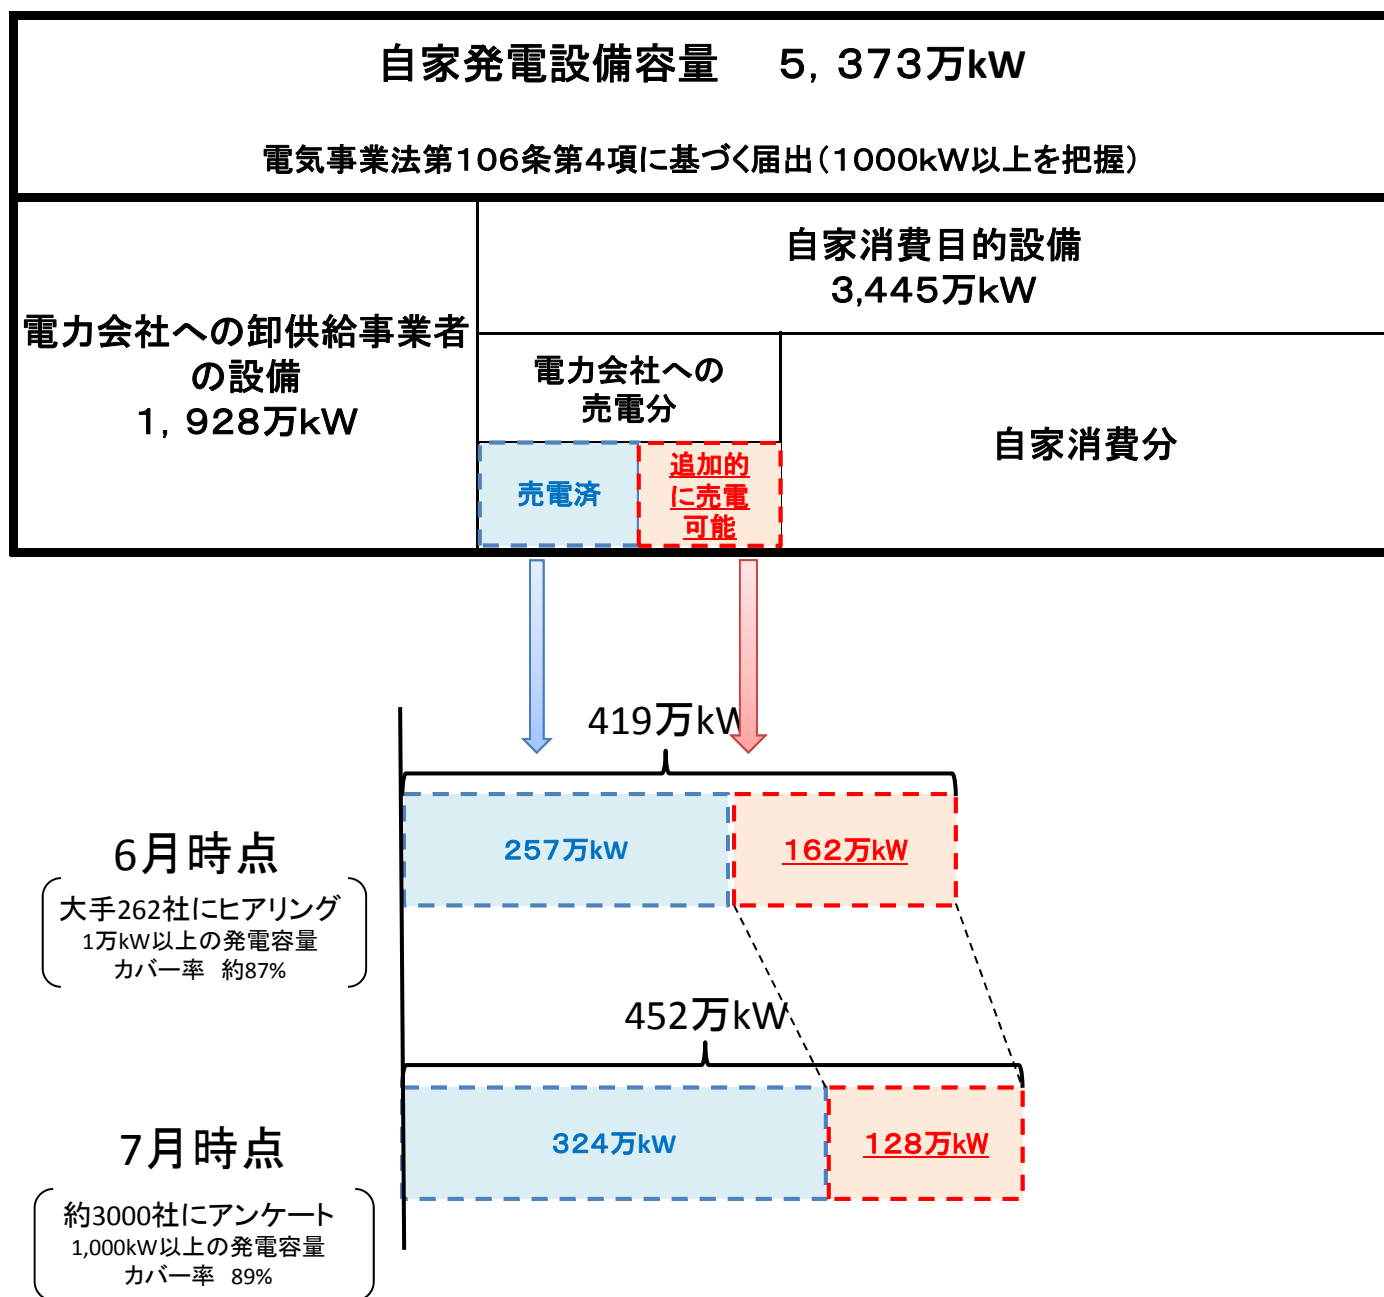 自家発電設備容量　５，３７３万kW
電気事業法第１０６条第４項に基づく届出（１０００kW以上を把握）
電力会社への卸供給事業者
の設備
１，９２８万kW
自家消費目的設備
3,445万kW
電力会社への
売電分
自家消費分
売電済
追加的
に売電
可能
419万kW
257万kW
162万kW
6月時点
大手262社にヒアリング
1万kW以上の発電容量
カバー率　約87%
452万kW
324万kW
128万kW
7月時点
約3000社にアンケート
1,000kW以上の発電容量
カバー率　89%